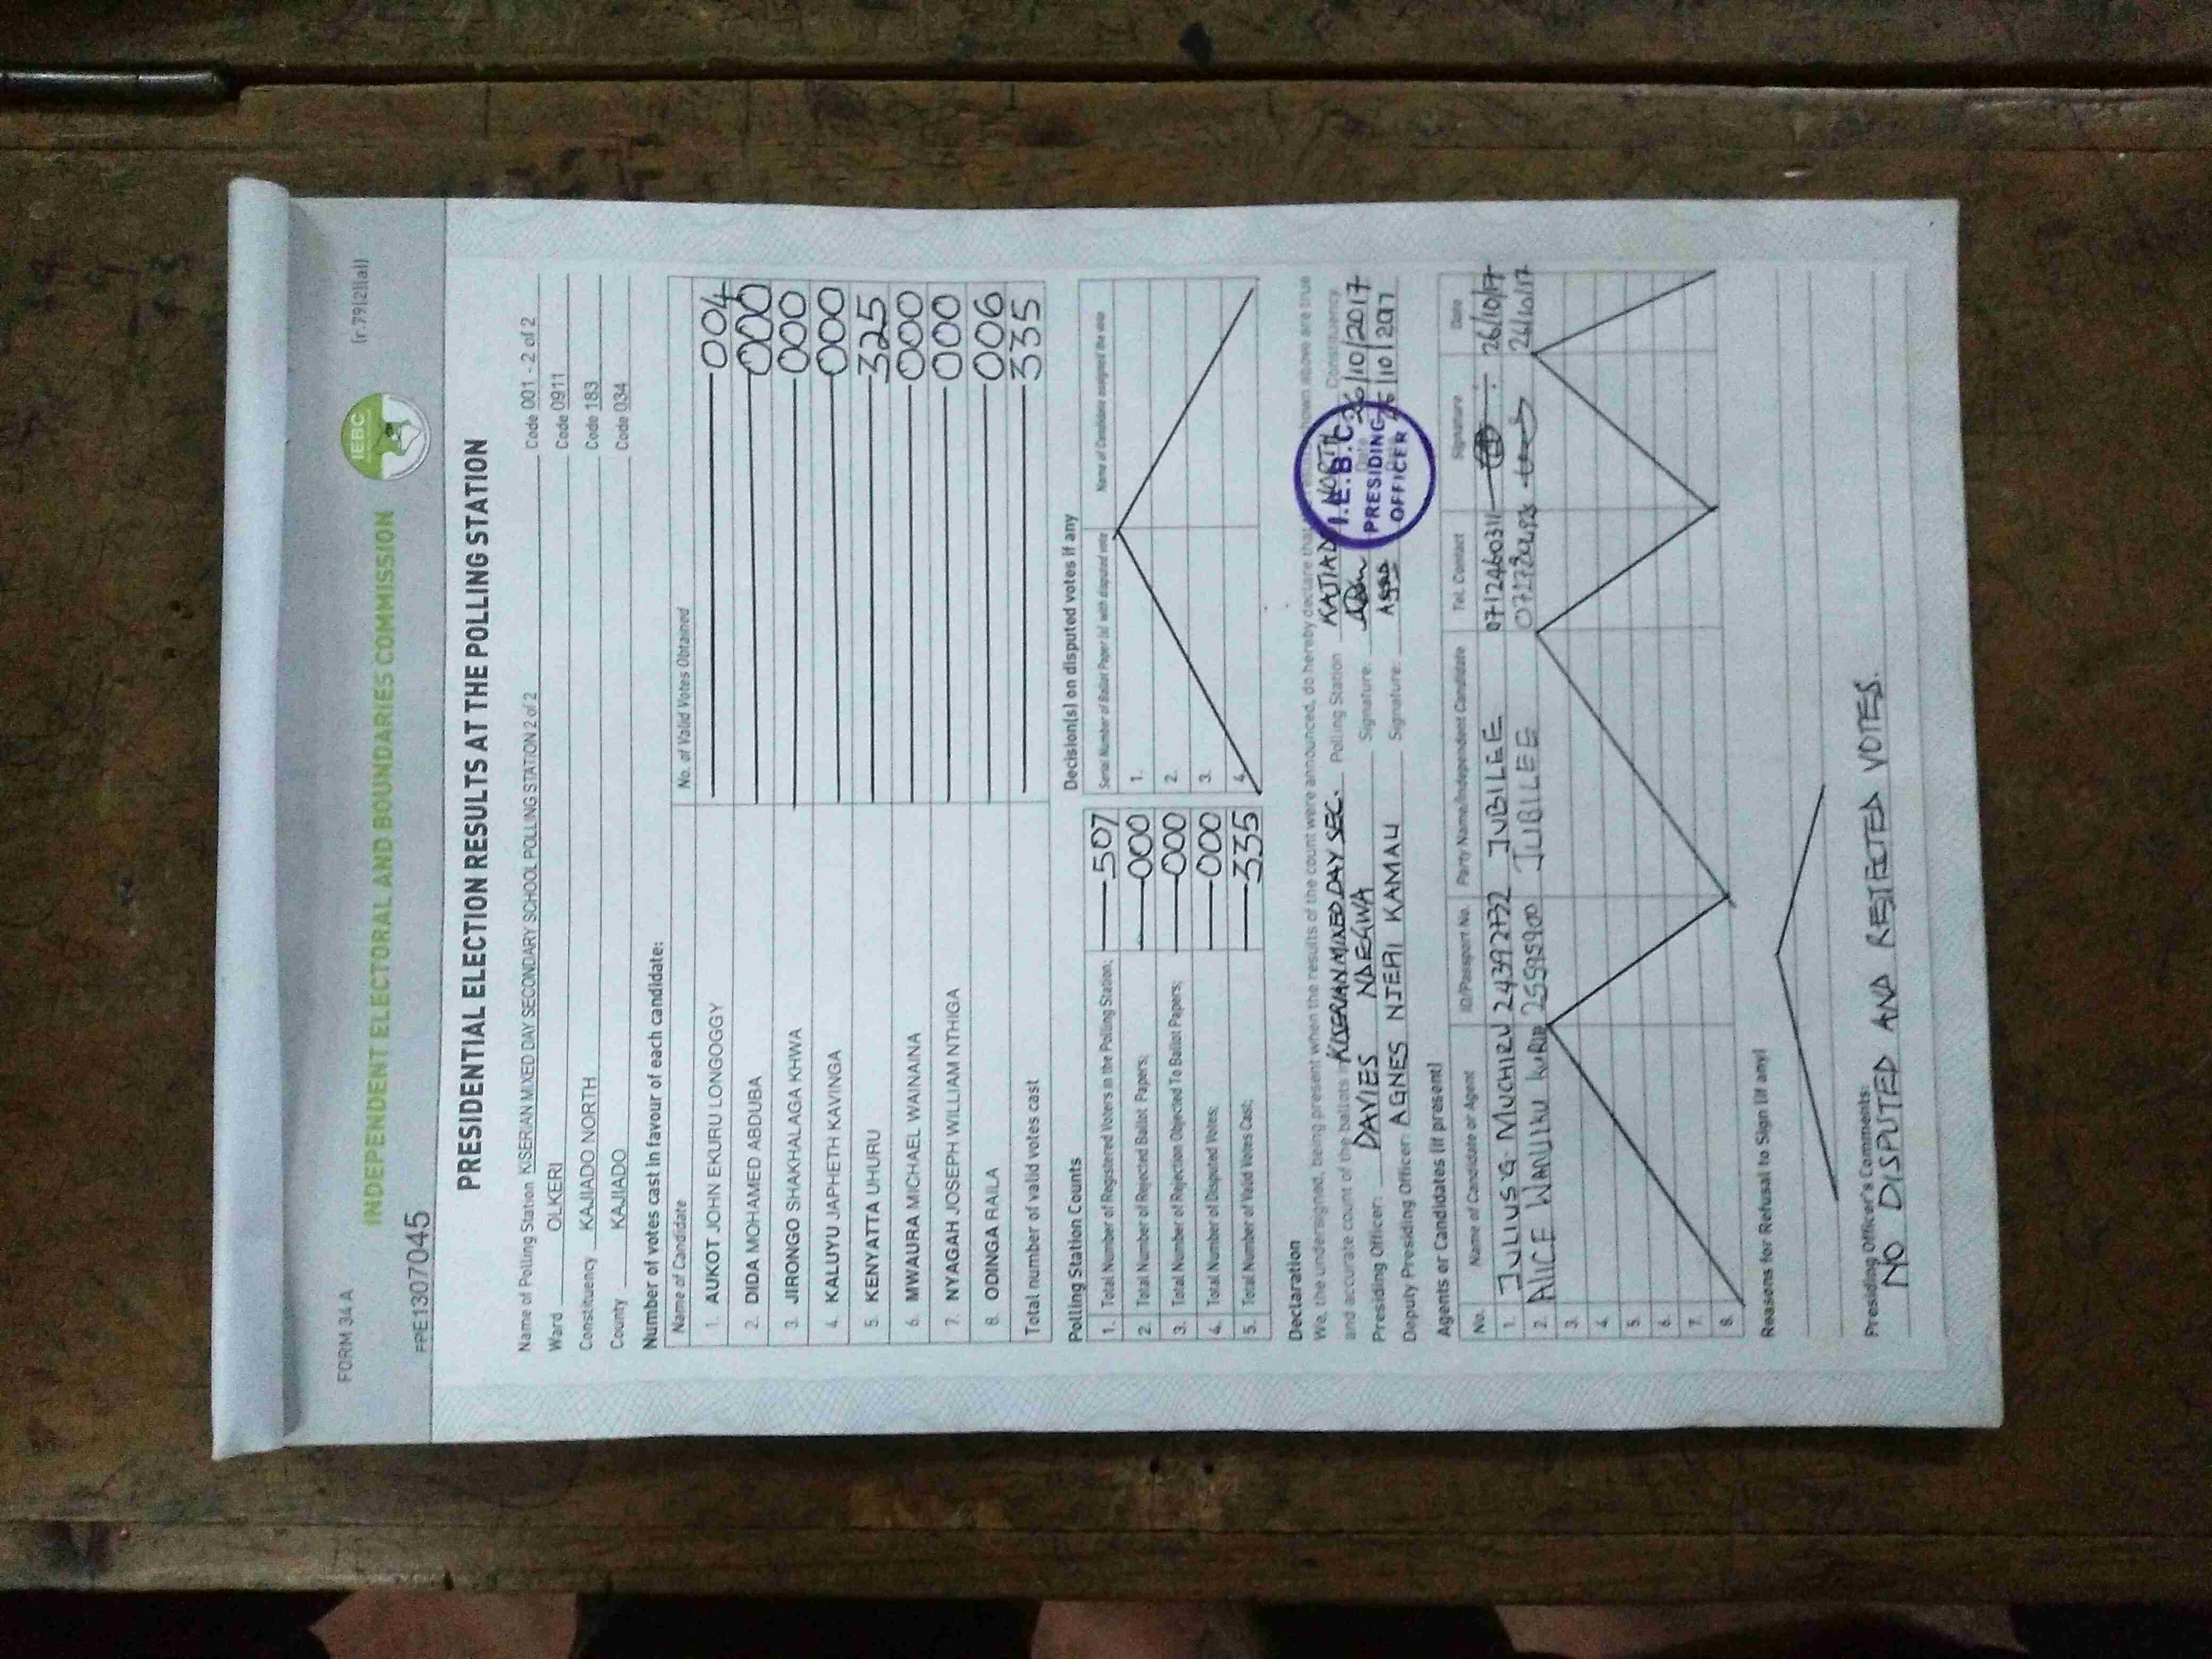 FORM 34 A
(r.79(2)(a))
IEBC
INDEPENDENT ELECTORAL AND BOUNDARIES COMMISSION
PPE1307045
PRESIDENTIAL ELECTION RESULTS AT THE POLLING STATION
Name of Polling Station KISERIAN MIXED DAY SECONDARY SCHOOL POLLING STATION 2 of 2 Code 001 - 2 of 2
Ward OLKERI Code 0911
Constituency KAJIADO NORTH Code 183
County KAJIADO Code 034
Number of votes cast in favour of each candidate:
Name of Candidate No. of Valid Votes Obtained
1. AUKOT JOHN EKURU LONGOGGY 004
2. DIDA MOHAMED ABDUBA 000
3. JIRONGO SHAKHALAGA KHWA 000
4. KALUYU JAPHETH KAVINGA 000
5. KENYATTA UHURU 325
6. MWAURA MICHAEL WAINAINA 000
7. NYAGAH JOSEPH WILLIAM NTHIGA 000
8. ODINGA RAILA 006
Total number of valid votes cast 335
Polling Station Counts Decision(s) on disputed votes if any
Serial Number of Ballot Paper (s) with disputed vote Name of Candidate assigned the vote
1. Total Number of Registered Voters in the Polling Station; 507 1.
2. Total Number of Rejected Ballot Papers; 000 2.
3. Total Number of Rejection Objected To Ballot Papers; 000 3.
4. Total Number of Disputed Votes; 000 4.
5. Total Number of Valid Votes Cast; 335
Declaration
We, the undersigned, being present when the results of the count were announced, do hereby declare that shown above are true
and accurate count of the ballots in KISERIAN MIXED DAY SEC. Polling Station KAJIADO NORTH Constituency.
Presiding Officer: DAVIES NDEGWA Signature: Date 26/10/2017
Deputy Presiding Officer: AGNES NJERI KAMAU Signature: 26/10/2017
I.E.B.C.
PRESIDING
OFFICER
Agents or Candidates (if present)
No. Name of Candidate or Agent ID/Passport No. Party Name/Independent Candidate Tel. Contact Signature Date
1. JULIUS G. MUCHIRU 24392732 JUBILEE 0712460311 26/10/17
2. ALICE WANJIKU 25595900 JUBILEE 26/10/17
3.
4.
5.
6.
7.
8.
Reasons for Refusal to Sign (if any)
Presiding Officer's Comments:
NO DISPUTED AND REJECTED VOTES.